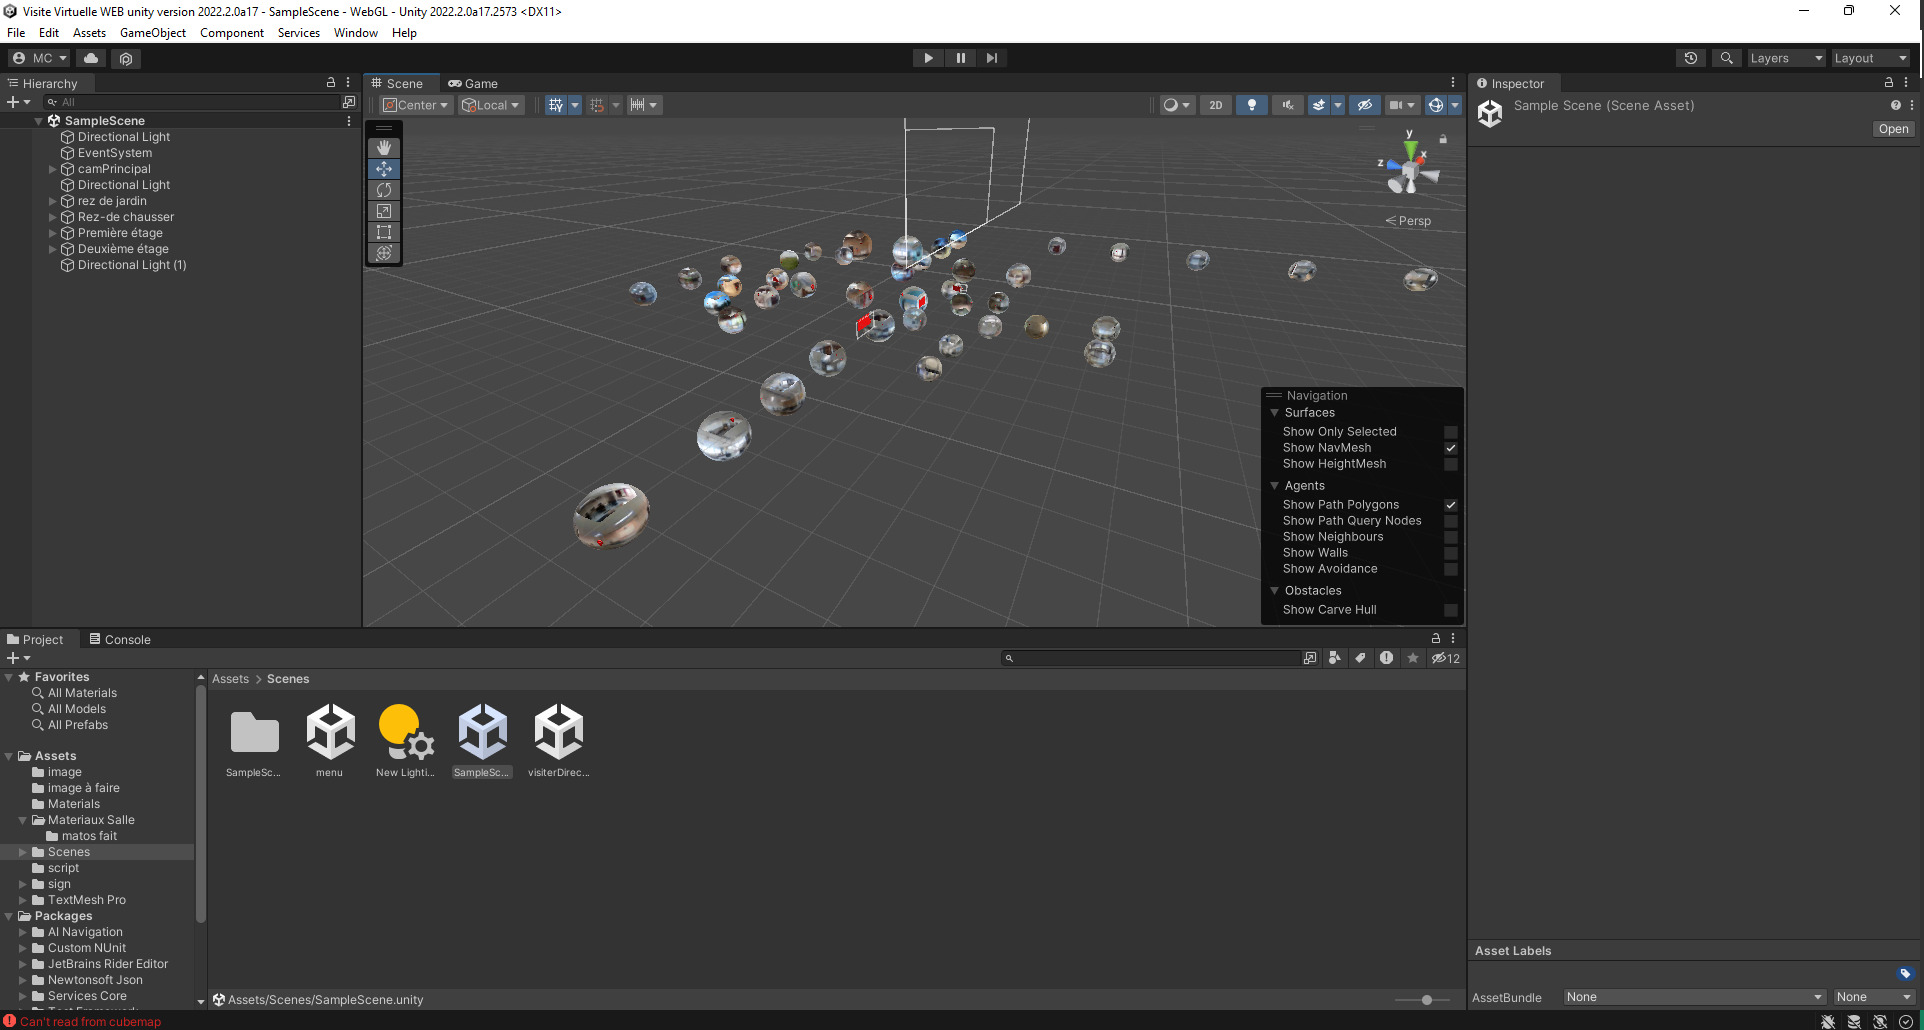 Visite Virtuelle WEB unity version 2022.2.0a17 - SampleScene - WebGL - Unity 2022.2.0a17.2573 <DX11>
File Edit Assets GameObject Component Services Window Help
MC
Layers Layout
Hierarchy
All
SampleScene
Directional Light
EventSystem
camPrincipal
Directional Light
rez de jardin
Rez-de chausser
Première étage
Deuxième étage
Directional Light (1)
Scene Game
Center Local 2D
y
x
z
Persp
Navigation
Surfaces
Show Only Selected
Show NavMesh
Show HeightMesh
Agents
Show Path Polygons
Show Path Query Nodes
Show Neighbours
Show Walls
Show Avoidance
Obstacles
Show Carve Hull
Inspector
Sample Scene (Scene Asset)
Open
Project Console
12
Favorites
All Materials
All Models
All Prefabs
Assets
image
image à faire
Materials
Materiaux Salle
matos fait
Scenes
script
sign
TextMesh Pro
Packages
AI Navigation
Custom NUnit
JetBrains Rider Editor
Newtonsoft Json
Services Core
Assets > Scenes
SampleSc...
menu
New Lighti...
SampleSc...
visiterDirec...
Assets/Scenes/SampleScene.unity
Asset Labels
AssetBundle None None
Can't read from cubemap